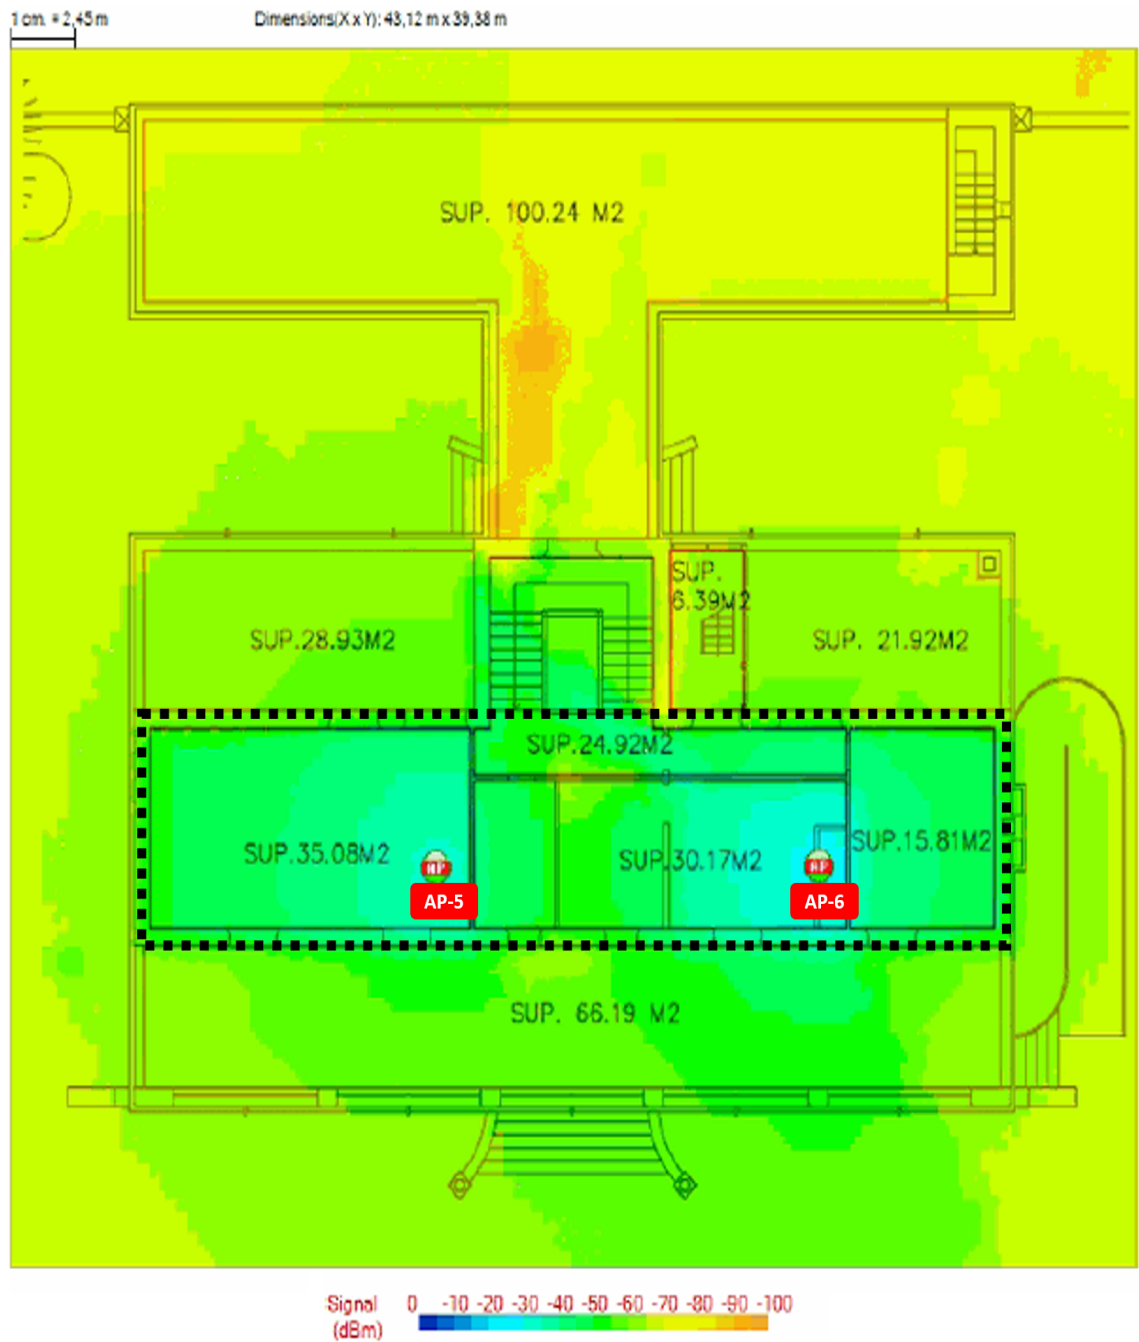 1 cm. = 2,45 m Dimensions(X x Y): 43,12 m x 39,38 m
SUP. 100.24 M2
SUP.
6.39M2
SUP.28.93M2
SUP. 21.92M2
SUP.24.92M2
SUP.35.08M2
SUP.30.17M2
SUP.15.81M2
AP
AP
AP-5
AP-6
SUP. 66.19 M2
Signal 0 -10 -20 -30 -40 -50 -60 -70 -80 -90 -100
(dBm)